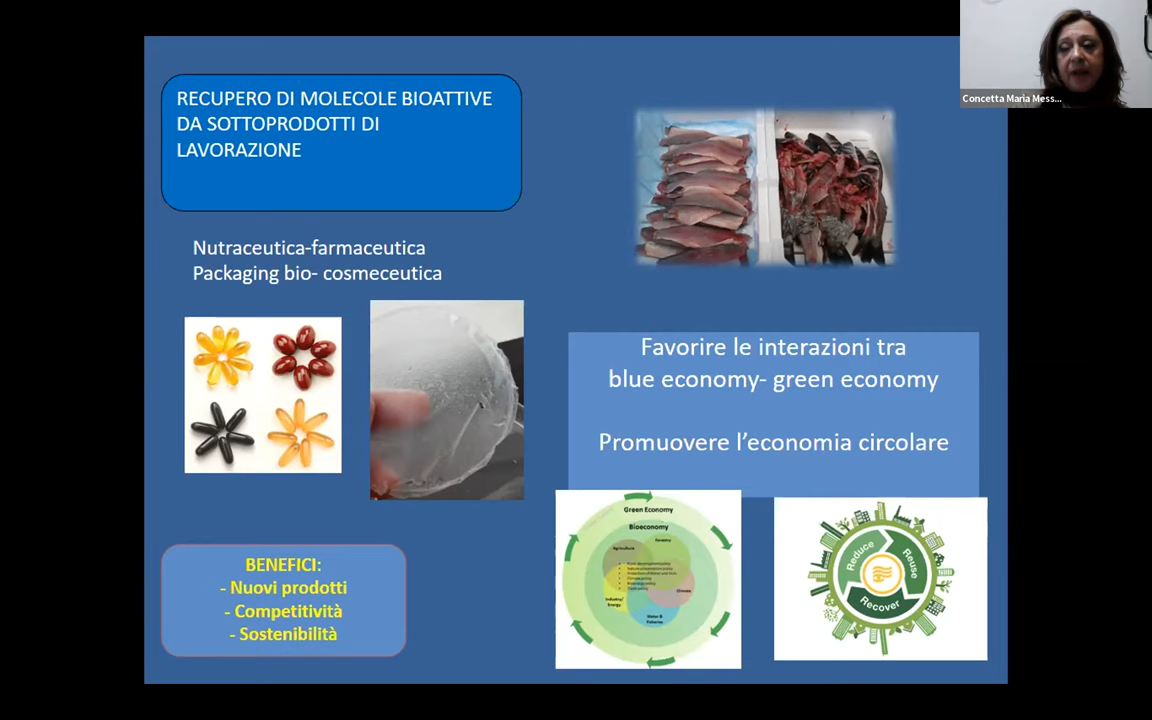 Concetta Maria Mess...
RECUPERO DI MOLECOLE BIOATTIVE
DA SOTTOPRODOTTI DI
LAVORAZIONE
Nutraceutica-farmaceutica
Packaging bio- cosmeceutica
Favorire le interazioni tra
blue economy- green economy
Promuovere l'economia circolare
BENEFICI:
- Nuovi prodotti
- Competitività
- Sostenibilità
Green Economy
Bioeconomy
Forestry
Agriculture
Climate
Industry/
Energy
Water &
Fisheries
Reduce
Reuse
Recover